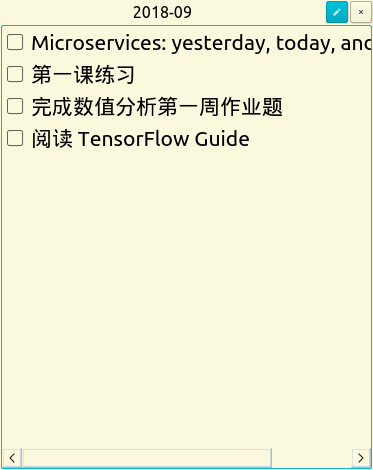 2018-09
Microservices: yesterday, today, and
第一课练习
完成数值分析第一周作业题
阅读 TensorFlow Guide